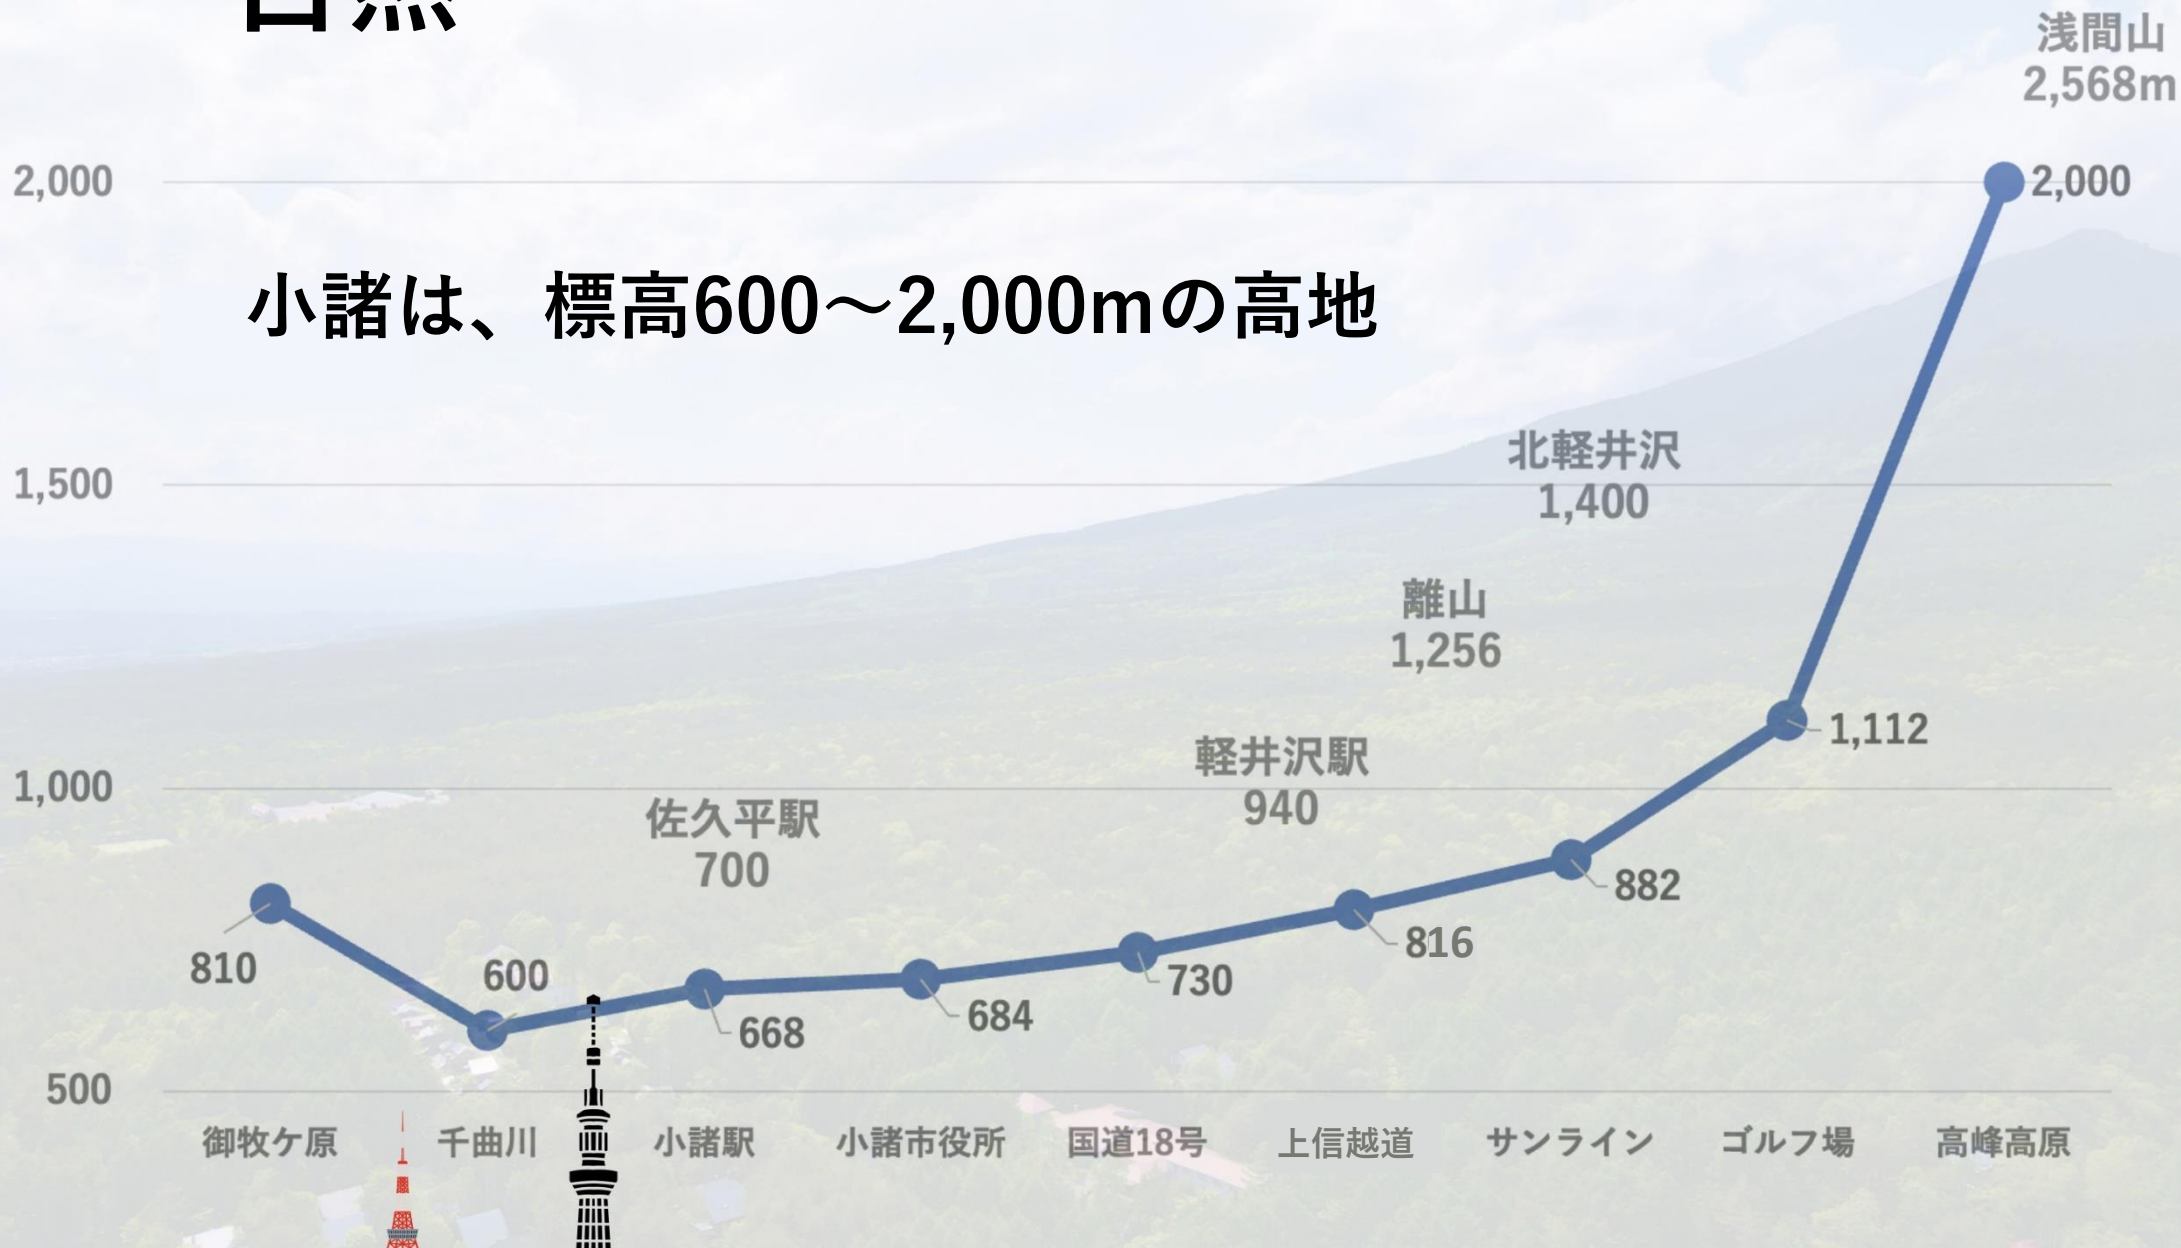 浅間山
2,568m
2,000
2,000
小諸は、標高600～2,000mの高地
北軽井沢
1,400
1,500
離山
1,256
1,112
軽井沢駅
940
1,000
佐久平駅
700
882
810
816
600
730
684
668
500
御牧ケ原
千曲川
小諸駅
小諸市役所
国道18号
上信越道
サンライン
ゴルフ場
高峰高原